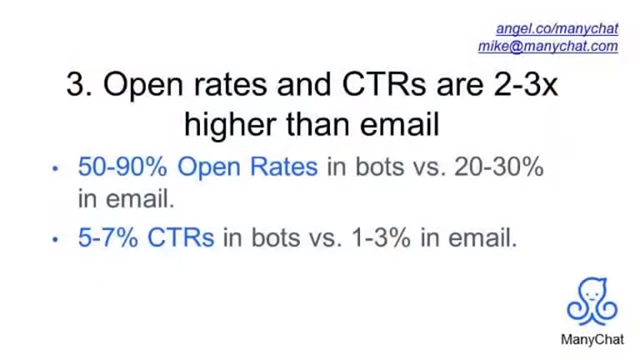 angel.co/manychat
mike@manychat.com
3. Open rates and CTRs are 2-3x
higher than email
• 50-90% Open Rates in bots vs. 20-30%
in email.
• 5-7% CTRs in bots vs. 1-3% in email.
ManyChat